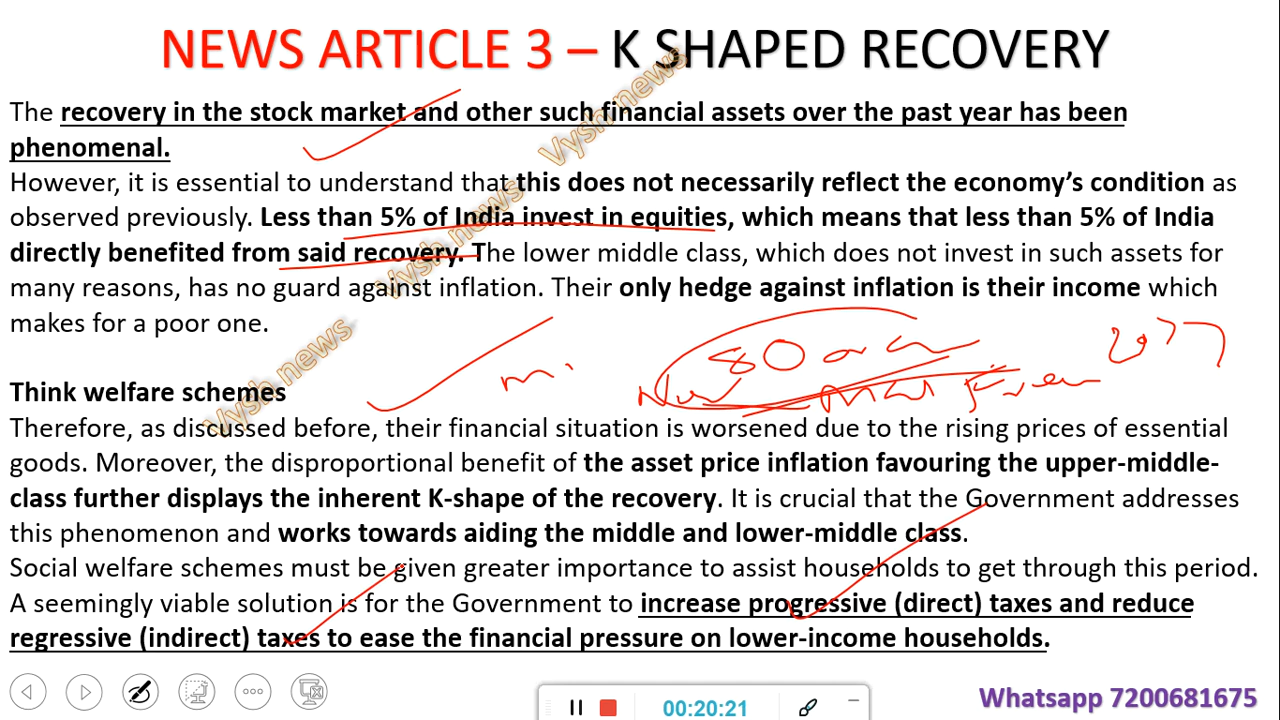 NEWS ARTICLE 3 – K SHAPED RECOVERY
The recovery in the stock market and other such financial assets over the past year has been
phenomenal.
However, it is essential to understand that this does not necessarily reflect the economy's condition as
observed previously. Less than 5% of India invest in equities, which means that less than 5% of India
directly benefited from said recovery. The lower middle class, which does not invest in such assets for
many reasons, has no guard against inflation. Their only hedge against inflation is their income which
makes for a poor one.
80
Think welfare schemes
Therefore, as discussed before, their financial situation is worsened due to the rising prices of essential
goods. Moreover, the disproportional benefit of the asset price inflation favouring the upper-middle-
class further displays the inherent K-shape of the recovery. It is crucial that the Government addresses
this phenomenon and works towards aiding the middle and lower-middle class.
Social welfare schemes must be given greater importance to assist households to get through this period.
A seemingly viable solution is for the Government to increase progressive (direct) taxes and reduce
regressive (indirect) taxes to ease the financial pressure on lower-income households.
Vysh news
Vysh news
Vysh news
Vysh news
00:20:21
Whatsapp 7200681675